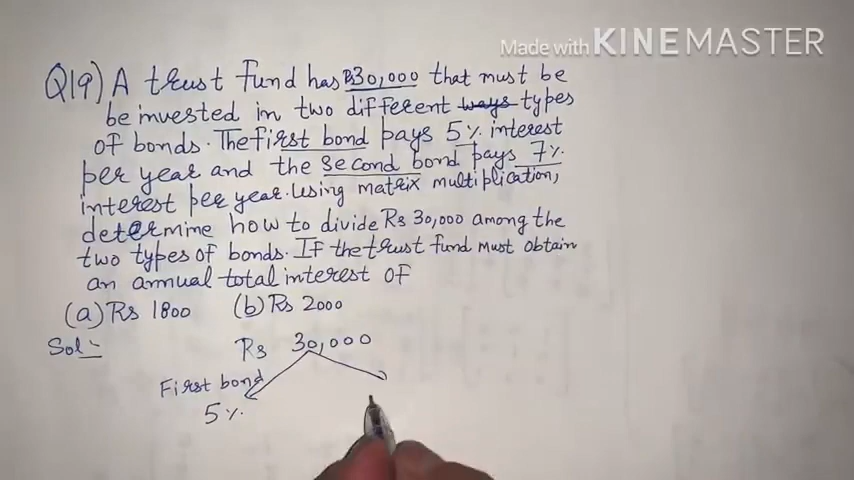 Made with KINEMASTER
Q19) A trust fund has Rs30,000 that must be
be invested in two different ways types
of bonds. The first bond pays 5% interest
per year and the second bond pays 7%
interest per year. Using matrix multiplication,
determine how to divide Rs 30,000 among the
two types of bonds. If the trust fund must obtain
an annual total interest of
(a) Rs 1800 (b) Rs 2000
Sol:-
Rs 30,000
First bond
5%